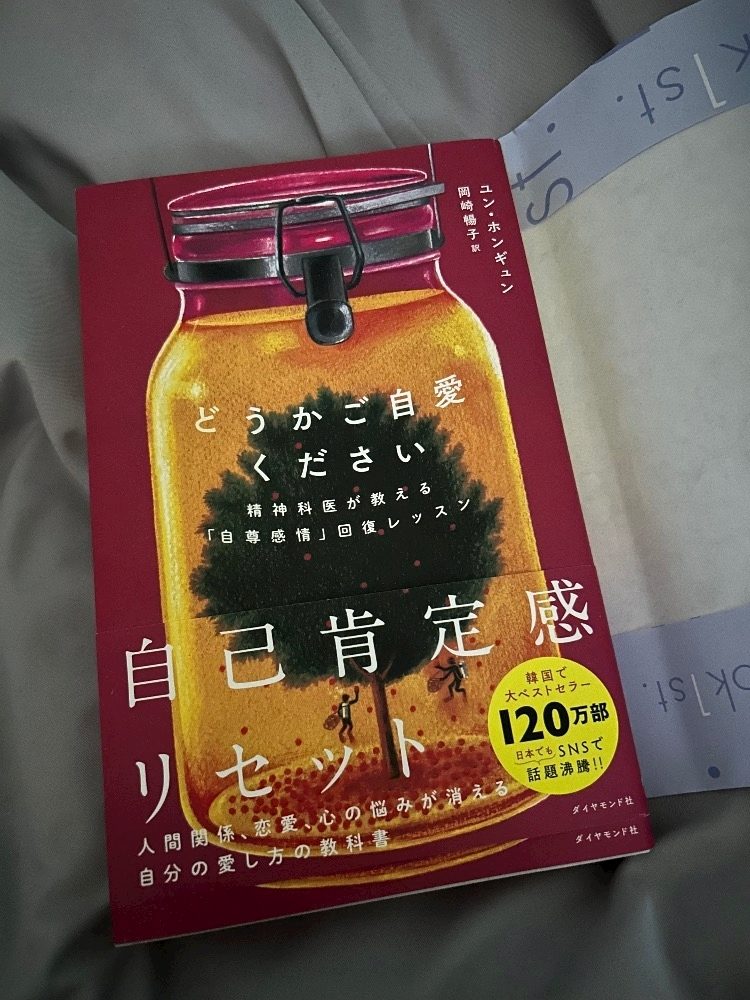 ユン・ホンギュン
岡崎暢子 訳
どうかご自愛
ください
精神科医が教える
「自尊感情」回復レッスン
自己肯定感
リセット
人間関係、恋愛、心の悩みが消える
自分の愛し方の教科書
韓国で
大ベストセラー
120万部
日本でもSNSで
話題沸騰!!
ダイヤモンド社
ダイヤモンド社
k1st.
ts
ok1st.